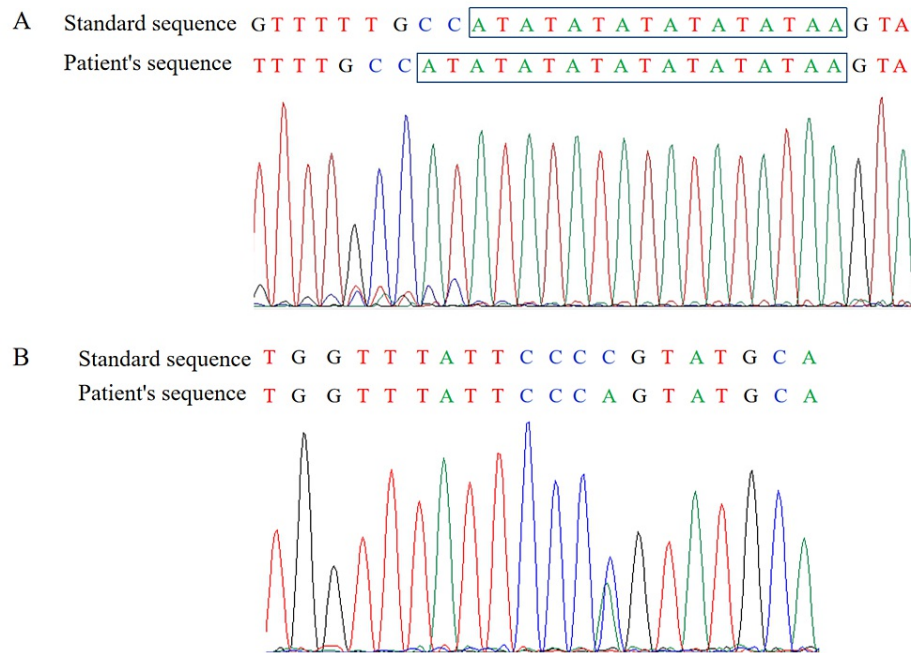 A Standard sequence G T T T T T G C C A T A T A T A T A T A T A T A A G T A
Patient's sequence T T T T G C C A T A T A T A T A T A T A T A T A A G T A
B Standard sequence T G G T T T A T T C C C C G T A T G C A
Patient's sequence T G G T T T A T T C C C A G T A T G C A